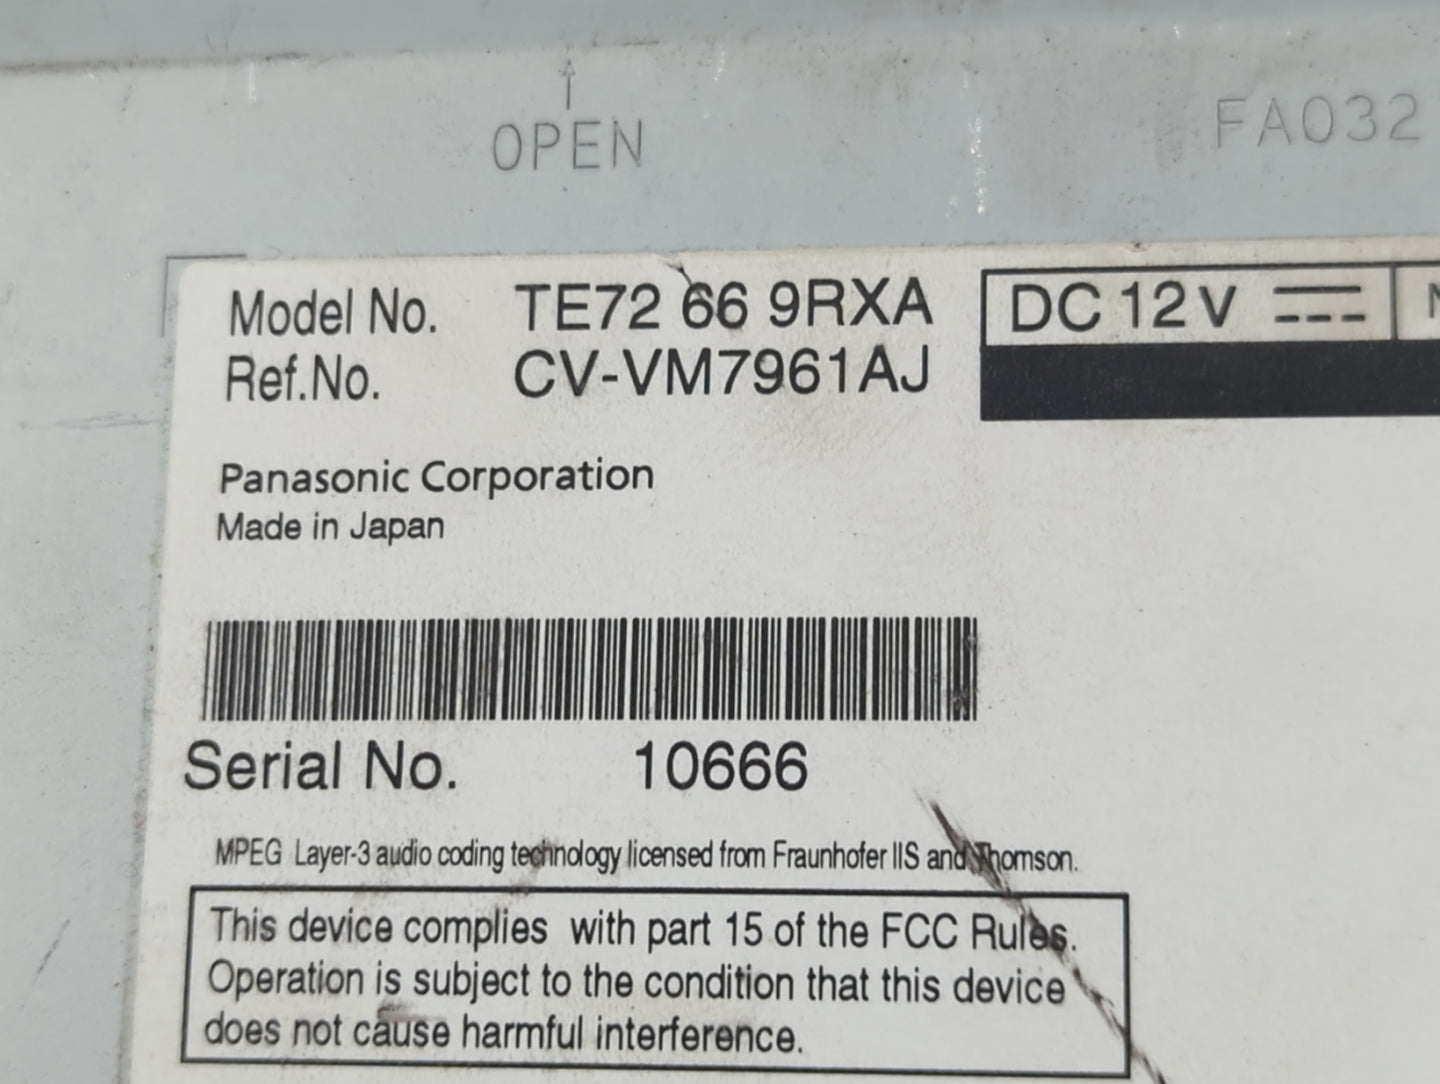 OPEN
FA032
Model No. TE72 66 9RXA
DC 12V
Ref.No. CV-VM7961AJ
Panasonic Corporation
Made in Japan
Serial No. 10666
MPEG Layer-3 audio coding technology licensed from Fraunhofer IIS and Thomson.
This device complies with part 15 of the FCC Rules.
Operation is subject to the condition that this device
does not cause harmful interference.